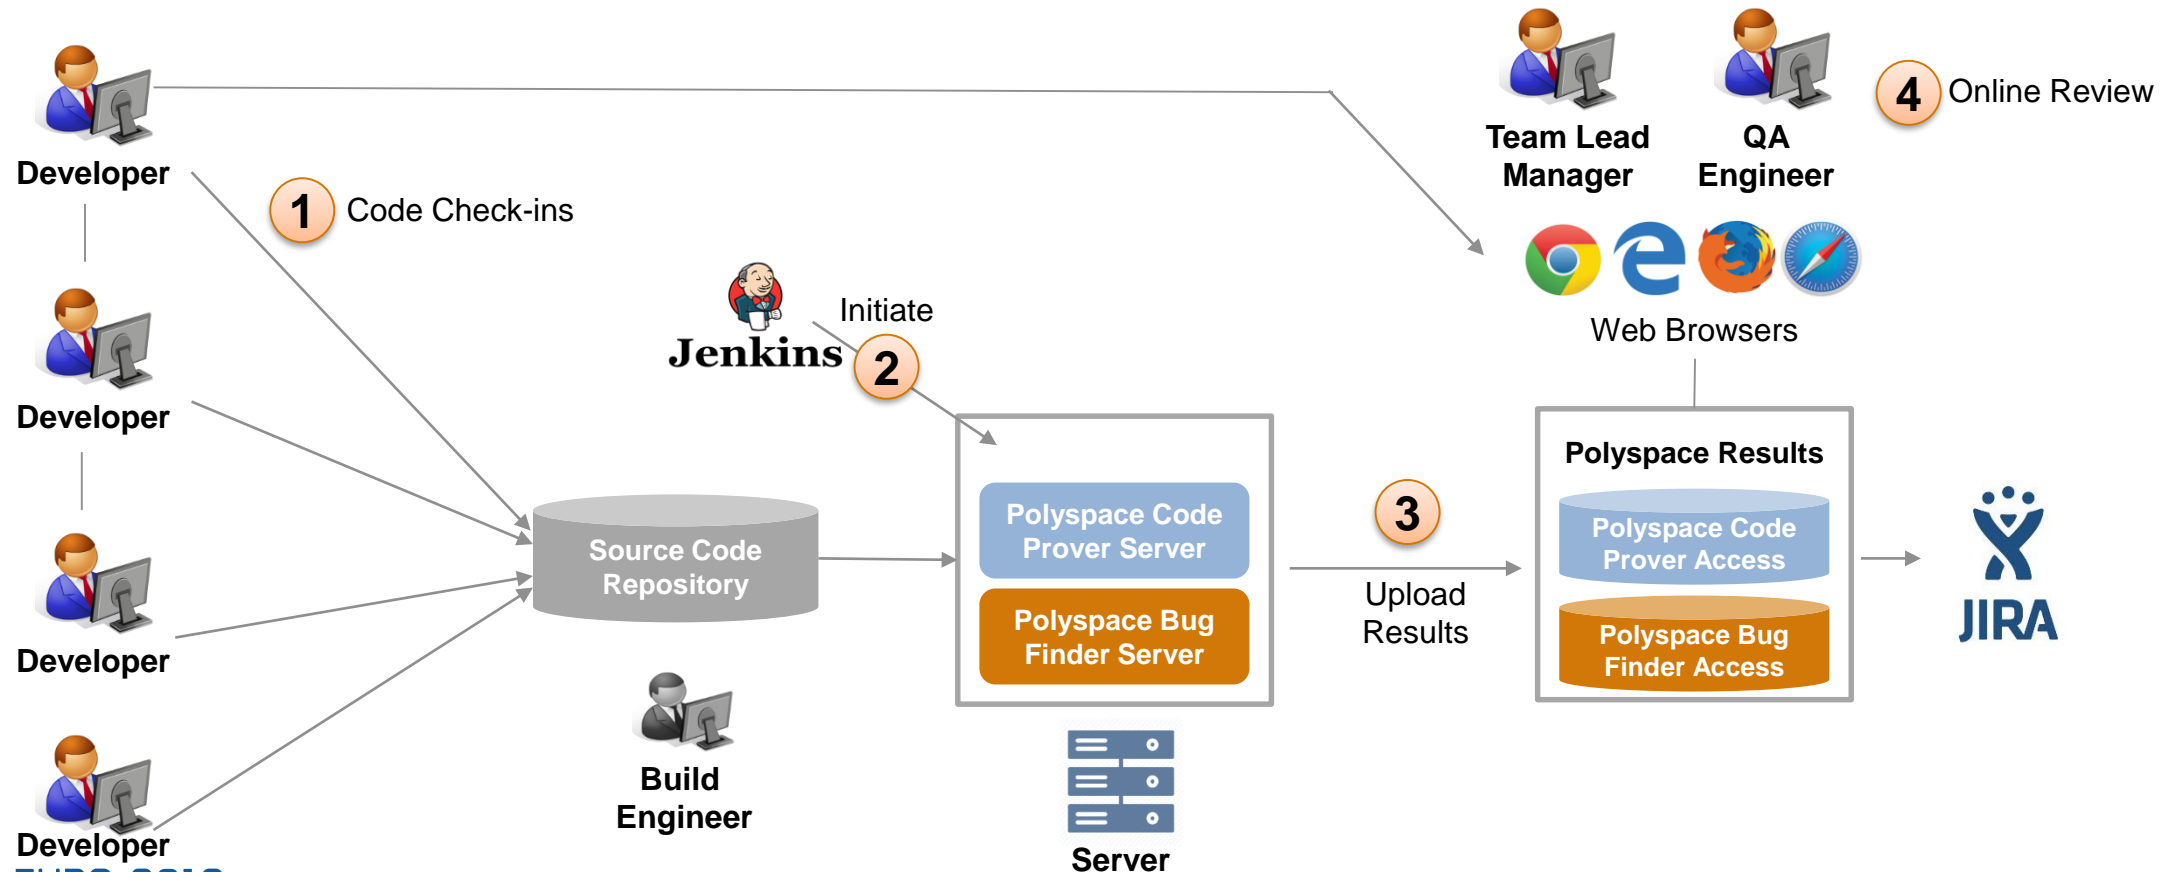 Developer
1 Code Check-ins
Developer
Developer
Developer
Jenkins
Initiate
2
Source Code
Repository
Build
Engineer
Polyspace Code
Prover Server
Polyspace Bug
Finder Server
Server
3
Upload
Results
Team Lead
Manager
QA
Engineer
4 Online Review
Web Browsers
Polyspace Results
Polyspace Code
Prover Access
Polyspace Bug
Finder Access
JIRA